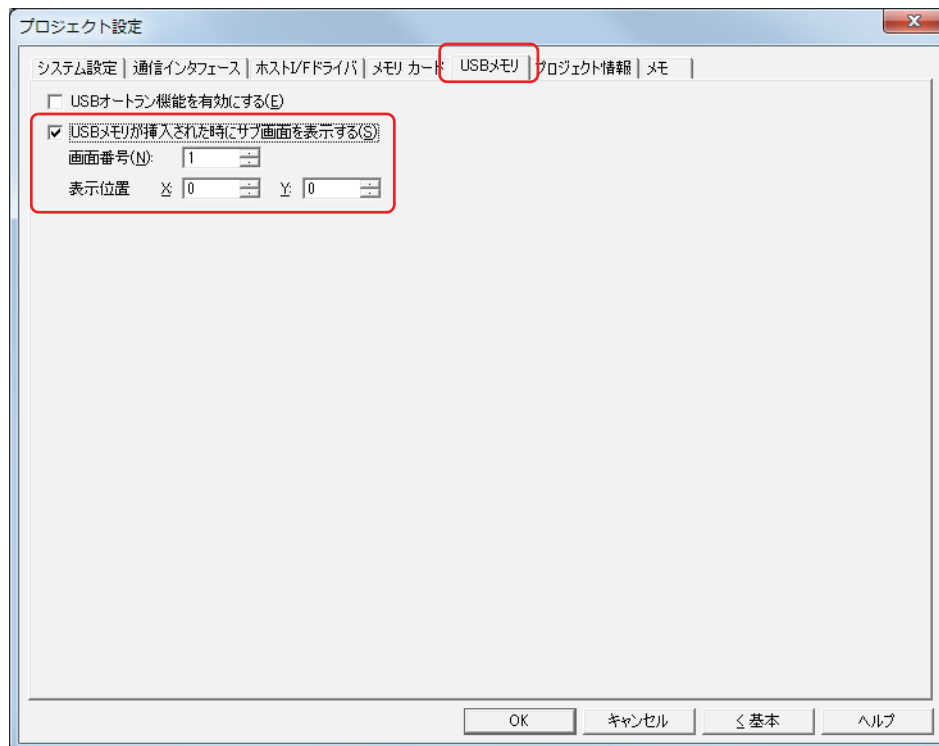 プロジェクト設定
システム設定 通信インタフェース ホストI/Fドライバ メモリ カード USBメモリ プロジェクト情報 メモ
USBオートラン機能を有効にする(E)
USBメモリが挿入された時にサブ画面を表示する(S)
画面番号(N): 1
表示位置 X: 0 Y: 0
OK キャンセル < 基本 ヘルプ